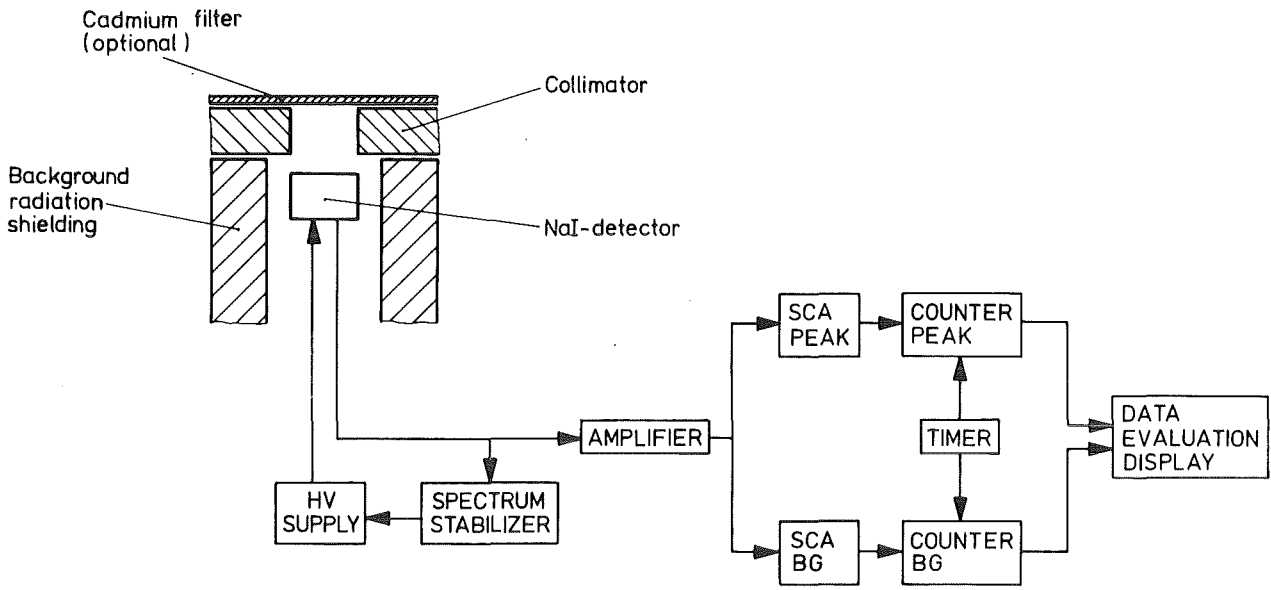 Cadmium filter
(optional)
Collimator
Background
radiation
shielding
NaI-detector
SCA
PEAK
COUNTER
PEAK
AMPLIFIER
TIMER
DATA
EVALUATION
DISPLAY
HV
SUPPLY
SPECTRUM
STABILIZER
SCA
BG
COUNTER
BG